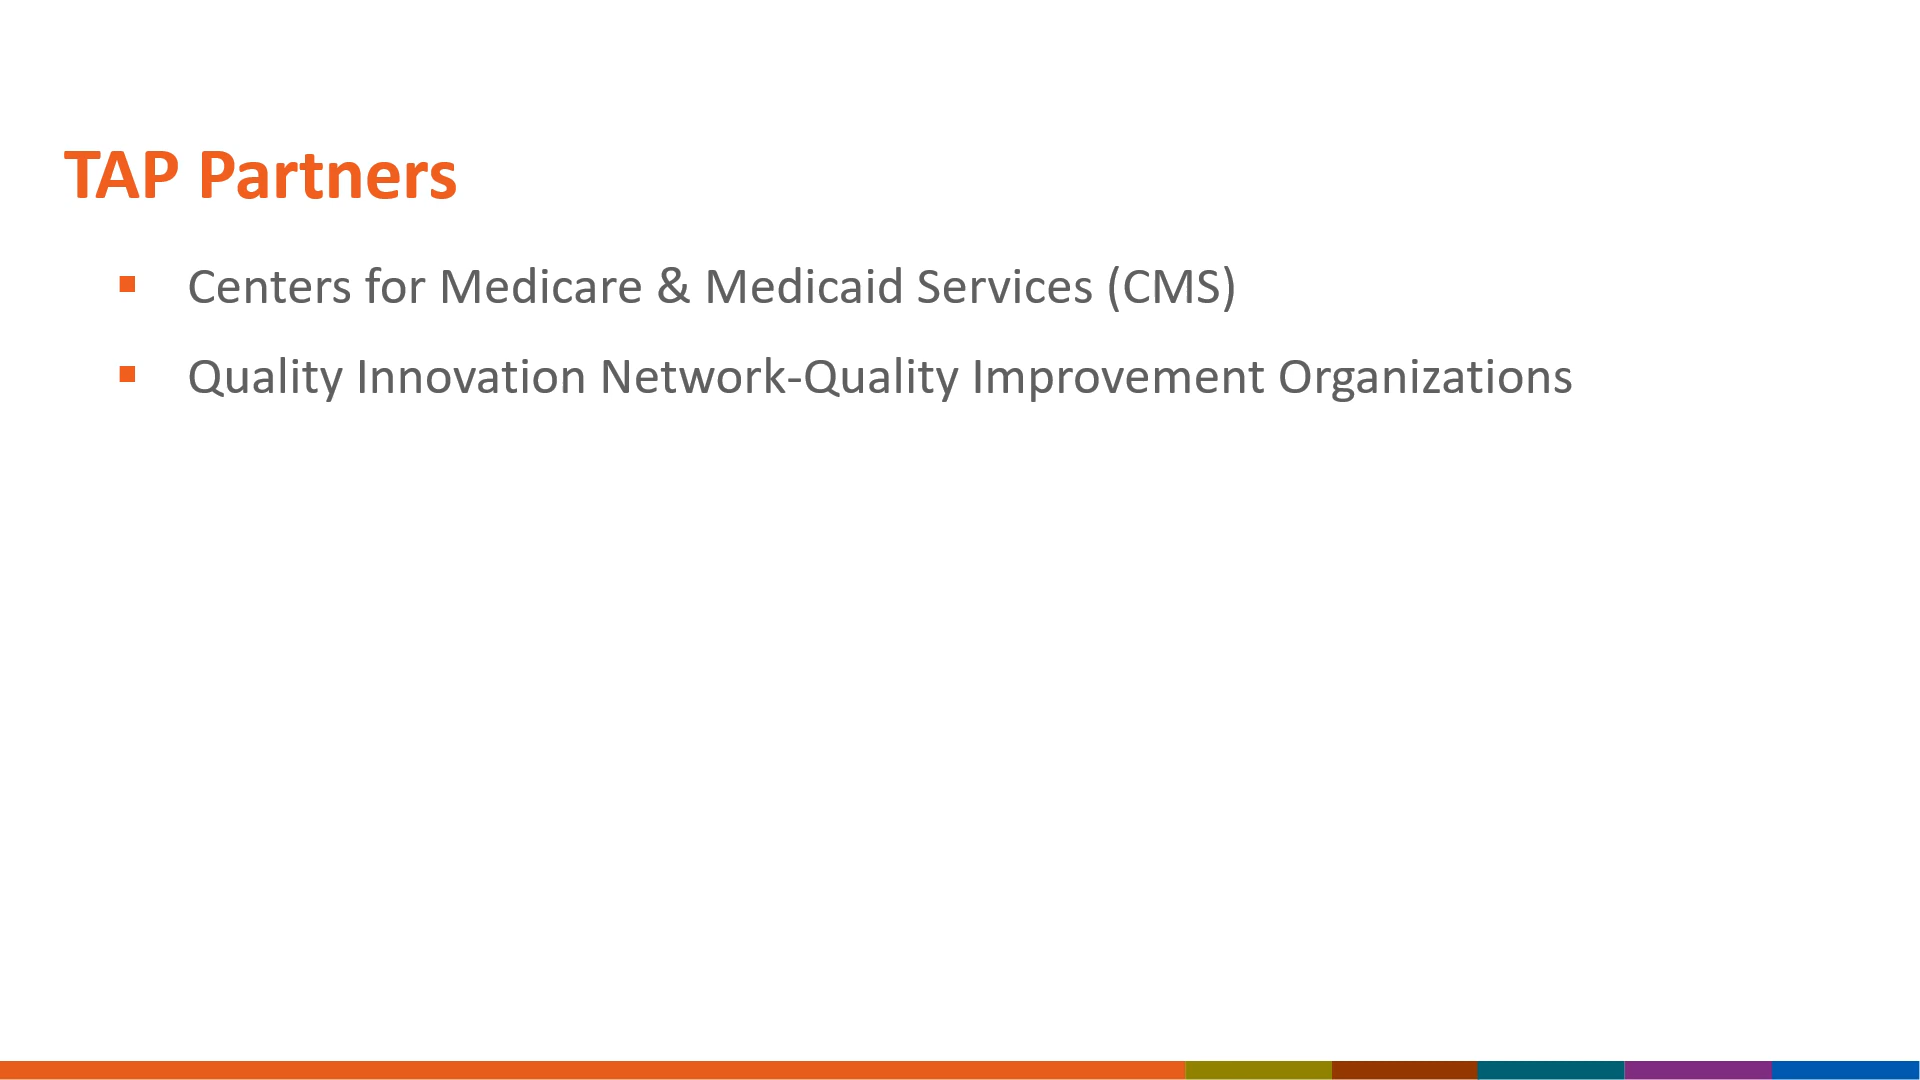 TAP Partners
▪ Centers for Medicare & Medicaid Services (CMS)
▪ Quality Innovation Network-Quality Improvement Organizations